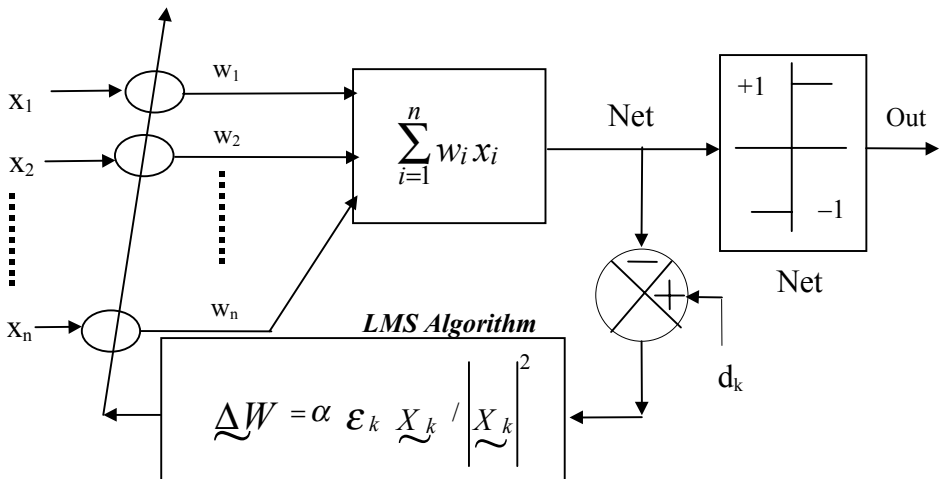 x₁
w₁
x₂
w₂
xₙ
wₙ
n
∑ wᵢ xᵢ
i=1
Net
+1
−1
Out
Net
−
+
dₖ
LMS Algorithm
ΔW = α εₖ Xₖ / |Xₖ|²